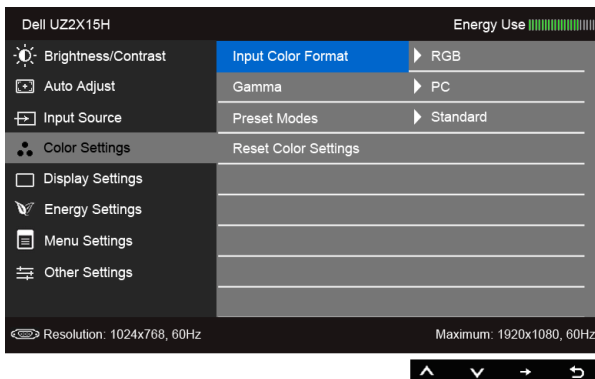 Dell UZ2X15H Energy Use
Brightness/Contrast Input Color Format RGB
Auto Adjust Gamma PC
Input Source Preset Modes Standard
Color Settings Reset Color Settings
Display Settings
Energy Settings
Menu Settings
Other Settings
Resolution: 1024x768, 60Hz Maximum: 1920x1080, 60Hz